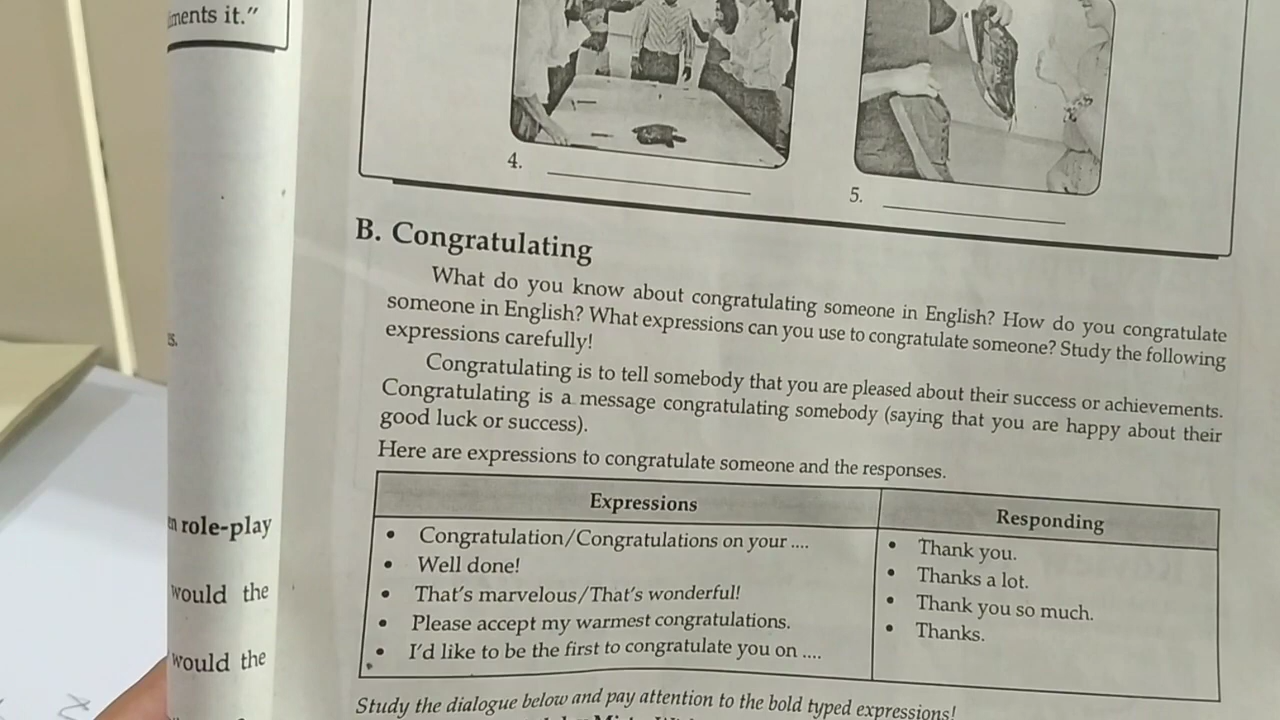 ments it."
4.
5.
B. Congratulating
What do you know about congratulating someone in English? How do you congratulate
someone in English? What expressions can you use to congratulate someone? Study the following
expressions carefully!
Congratulating is to tell somebody that you are pleased about their success or achievements.
Congratulating is a message congratulating somebody (saying that you are happy about their
good luck or success).
Here are expressions to congratulate someone and the responses.
Expressions
• Congratulation/Congratulations on your ....
• Well done!
• That's marvelous/That's wonderful!
• Please accept my warmest congratulations.
• I'd like to be the first to congratulate you on ....
Responding
• Thank you.
• Thanks a lot.
• Thank you so much.
• Thanks.
Study the dialogue below and pay attention to the bold typed expressions!
role-play
would the
would the